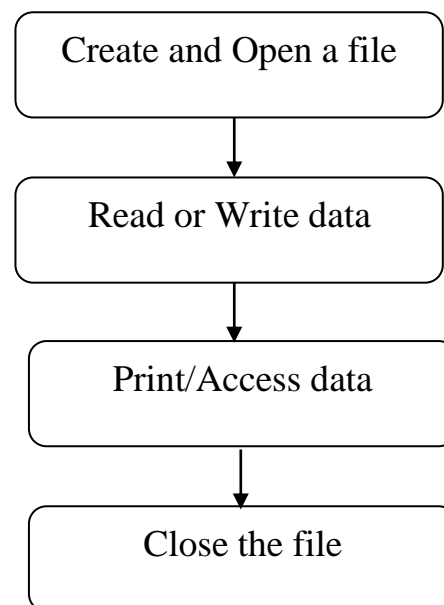 Create and Open a file
Read or Write data
Print/Access data
Close the file